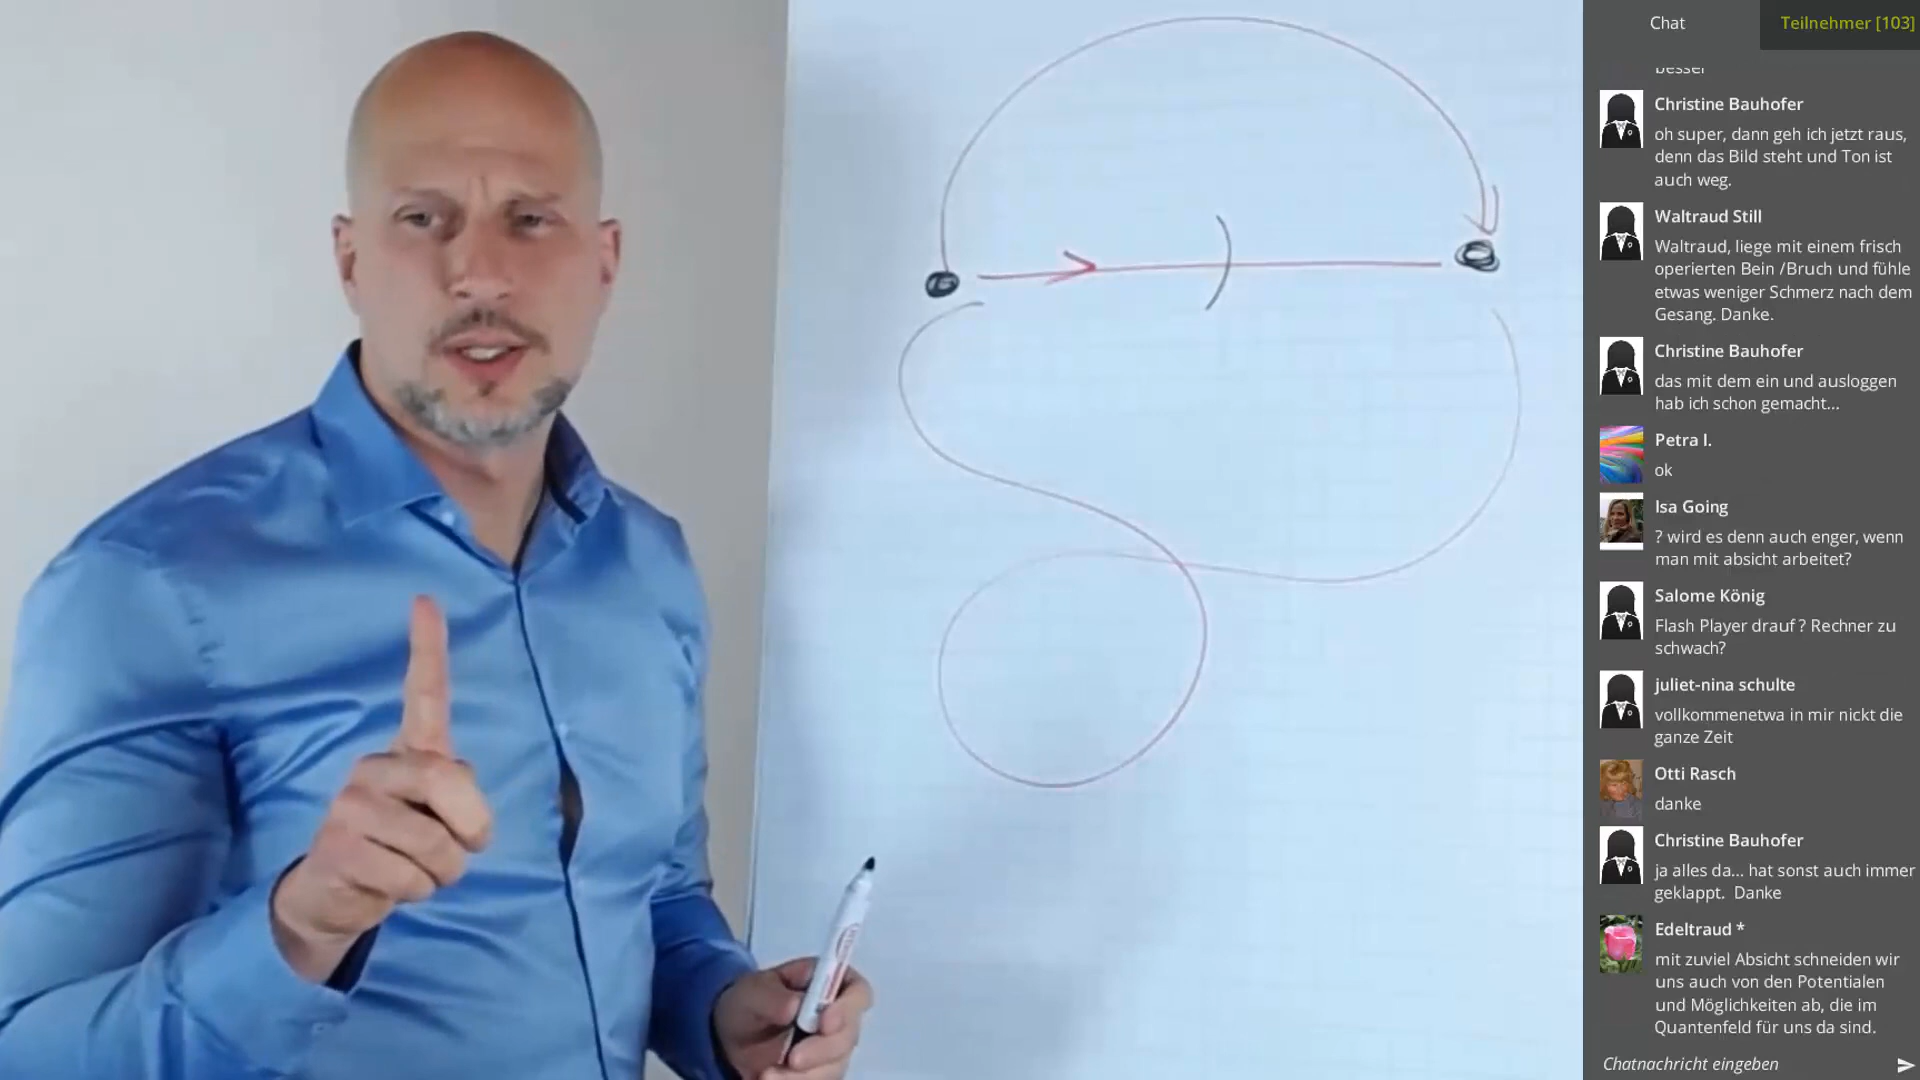 Chat
Teilnehmer [103]
besser
Christine Bauhofer
oh super, dann geh ich jetzt raus,
denn das Bild steht und Ton ist
auch weg.
Waltraud Still
Waltraud, liege mit einem frisch
operierten Bein /Bruch und fühle
etwas weniger Schmerz nach dem
Gesang. Danke.
Christine Bauhofer
das mit dem ein und ausloggen
hab ich schon gemacht...
Petra I.
ok
Isa Going
? wird es denn auch enger, wenn
man mit absicht arbeitet?
Salome König
Flash Player drauf ? Rechner zu
schwach?
juliet-nina schulte
vollkommenetwa in mir nickt die
ganze Zeit
Otti Rasch
danke
Christine Bauhofer
ja alles da... hat sonst auch immer
geklappt.  Danke
Edeltraud *
mit zuviel Absicht schneiden wir
uns auch von den Potentialen
und Möglichkeiten ab, die im
Quantenfeld für uns da sind.
Chatnachricht eingeben